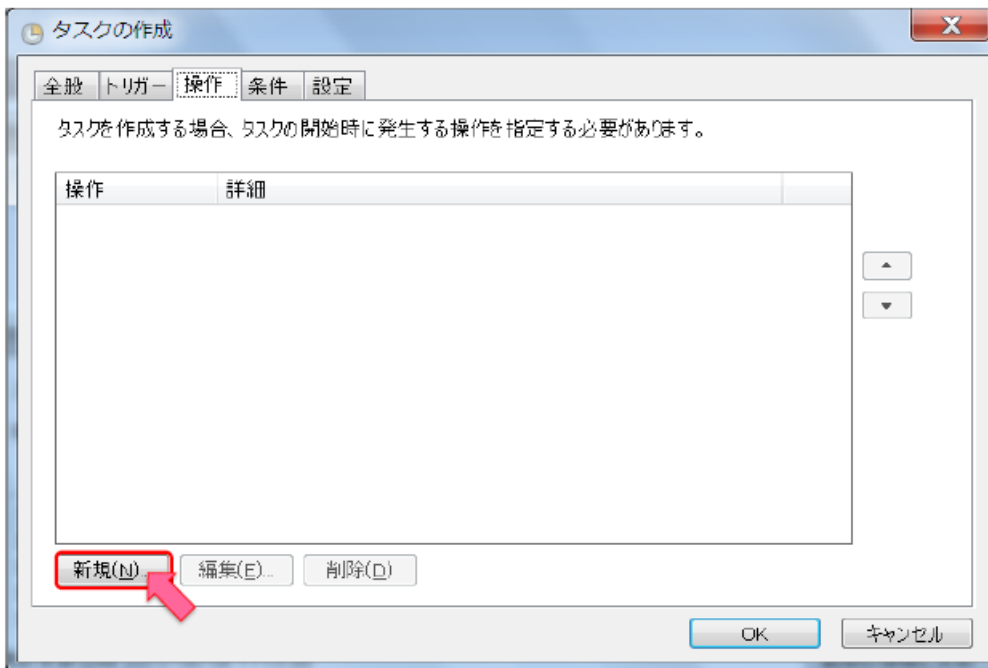 タスクの作成
全般 トリガー 操作 条件 設定
タスクを作成する場合、タスクの開始時に発生する操作を指定する必要があります。
操作 詳細
新規(N)... 編集(E)... 削除(D)
OK キャンセル